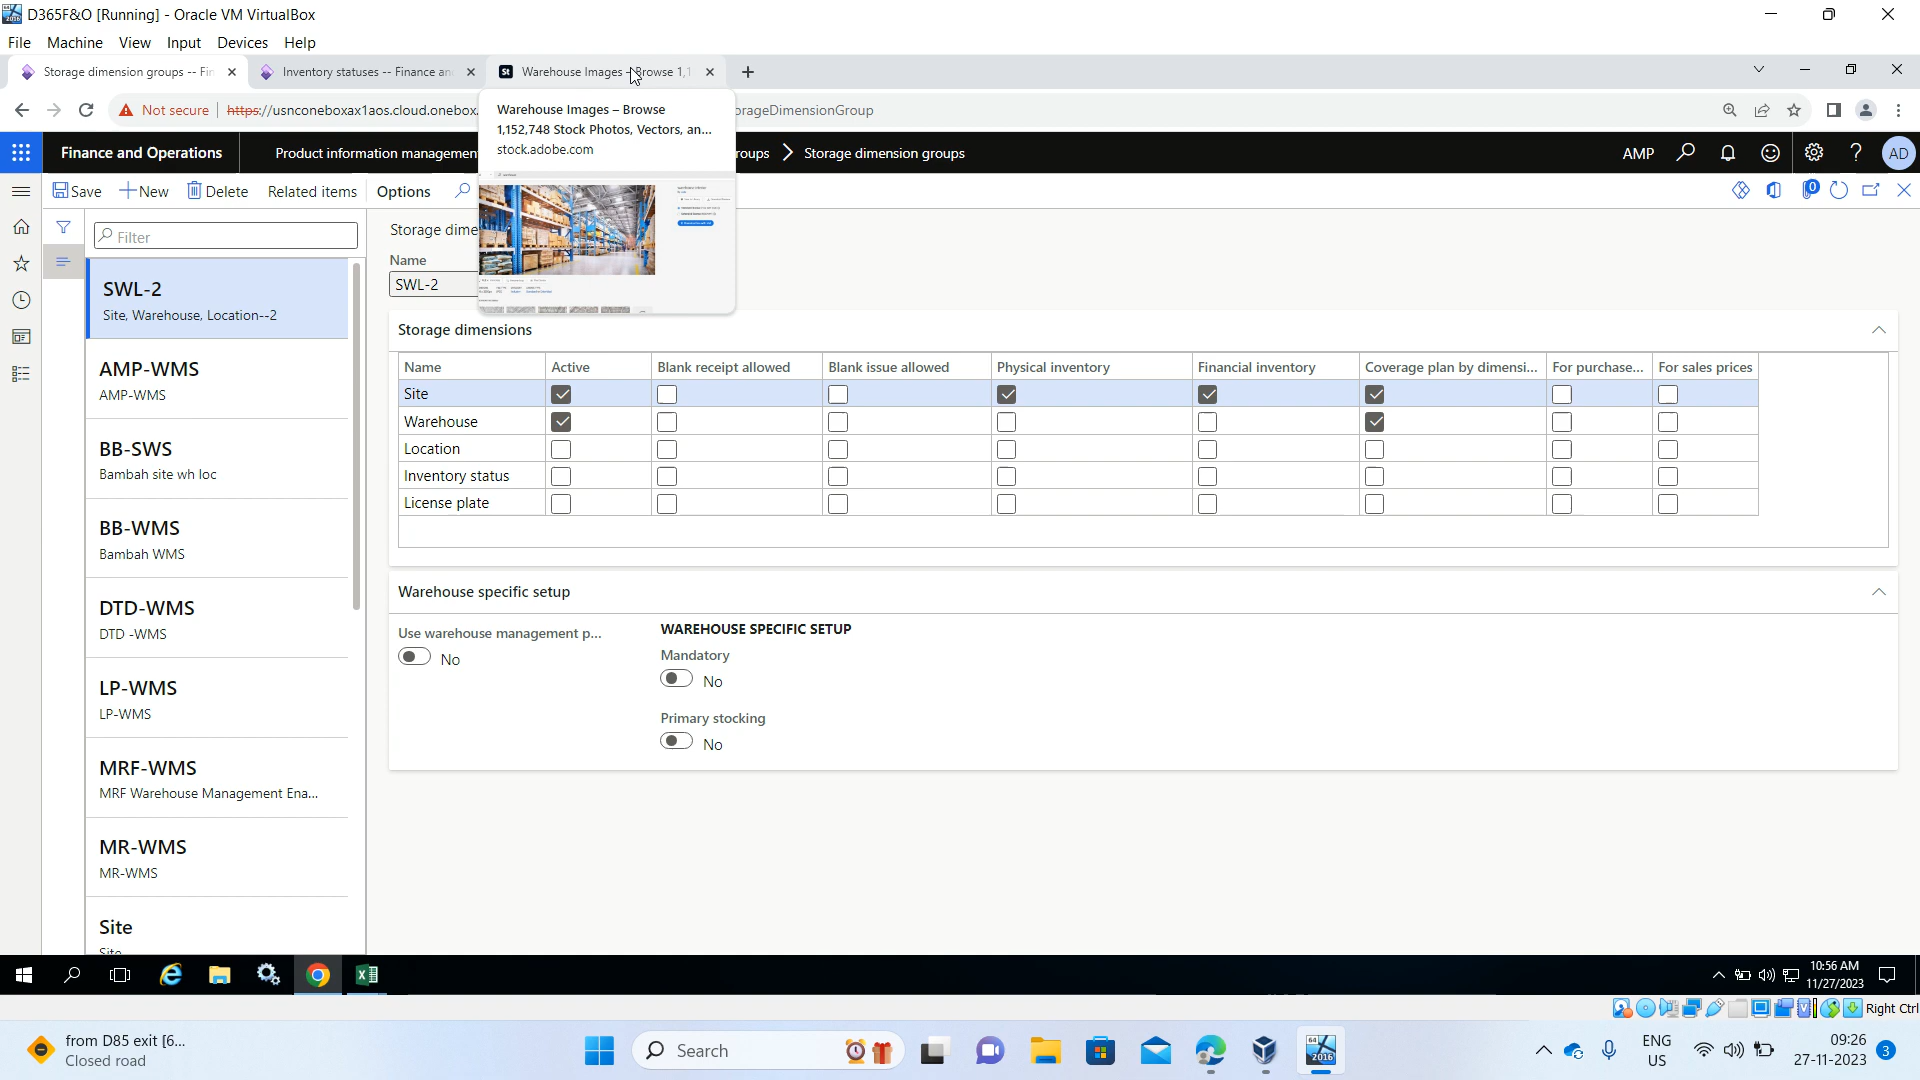 D365F&O [Running] - Oracle VM VirtualBox
File Machine View Input Devices Help
Storage dimension groups -- Fin
Inventory statuses -- Finance an
St Warehouse Images – Browse 1,1
Not secure https://usnconeboxax1aos.cloud.onebox. orageDimensionGroup
Warehouse Images – Browse
1,152,748 Stock Photos, Vectors, an...
stock.adobe.com
Finance and Operations Product information management roups Storage dimension groups AMP ? AD
Save New Delete Related items Options 0
Filter
SWL-2
Site, Warehouse, Location--2
AMP-WMS
AMP-WMS
BB-SWS
Bambah site wh loc
BB-WMS
Bambah WMS
DTD-WMS
DTD -WMS
LP-WMS
LP-WMS
MRF-WMS
MRF Warehouse Management Ena...
MR-WMS
MR-WMS
Site
Site
Storage dime
Name
SWL-2
Storage dimensions
Name Active Blank receipt allowed Blank issue allowed Physical inventory Financial inventory Coverage plan by dimensi... For purchase... For sales prices
Site
Warehouse
Location
Inventory status
License plate
Warehouse specific setup
Use warehouse management p...
No
WAREHOUSE SPECIFIC SETUP
Mandatory
No
Primary stocking
No
10:56 AM
11/27/2023
Right Ctrl
from D85 exit [6...
Closed road
Search
2016
ENG
US
09:26
27-11-2023
3